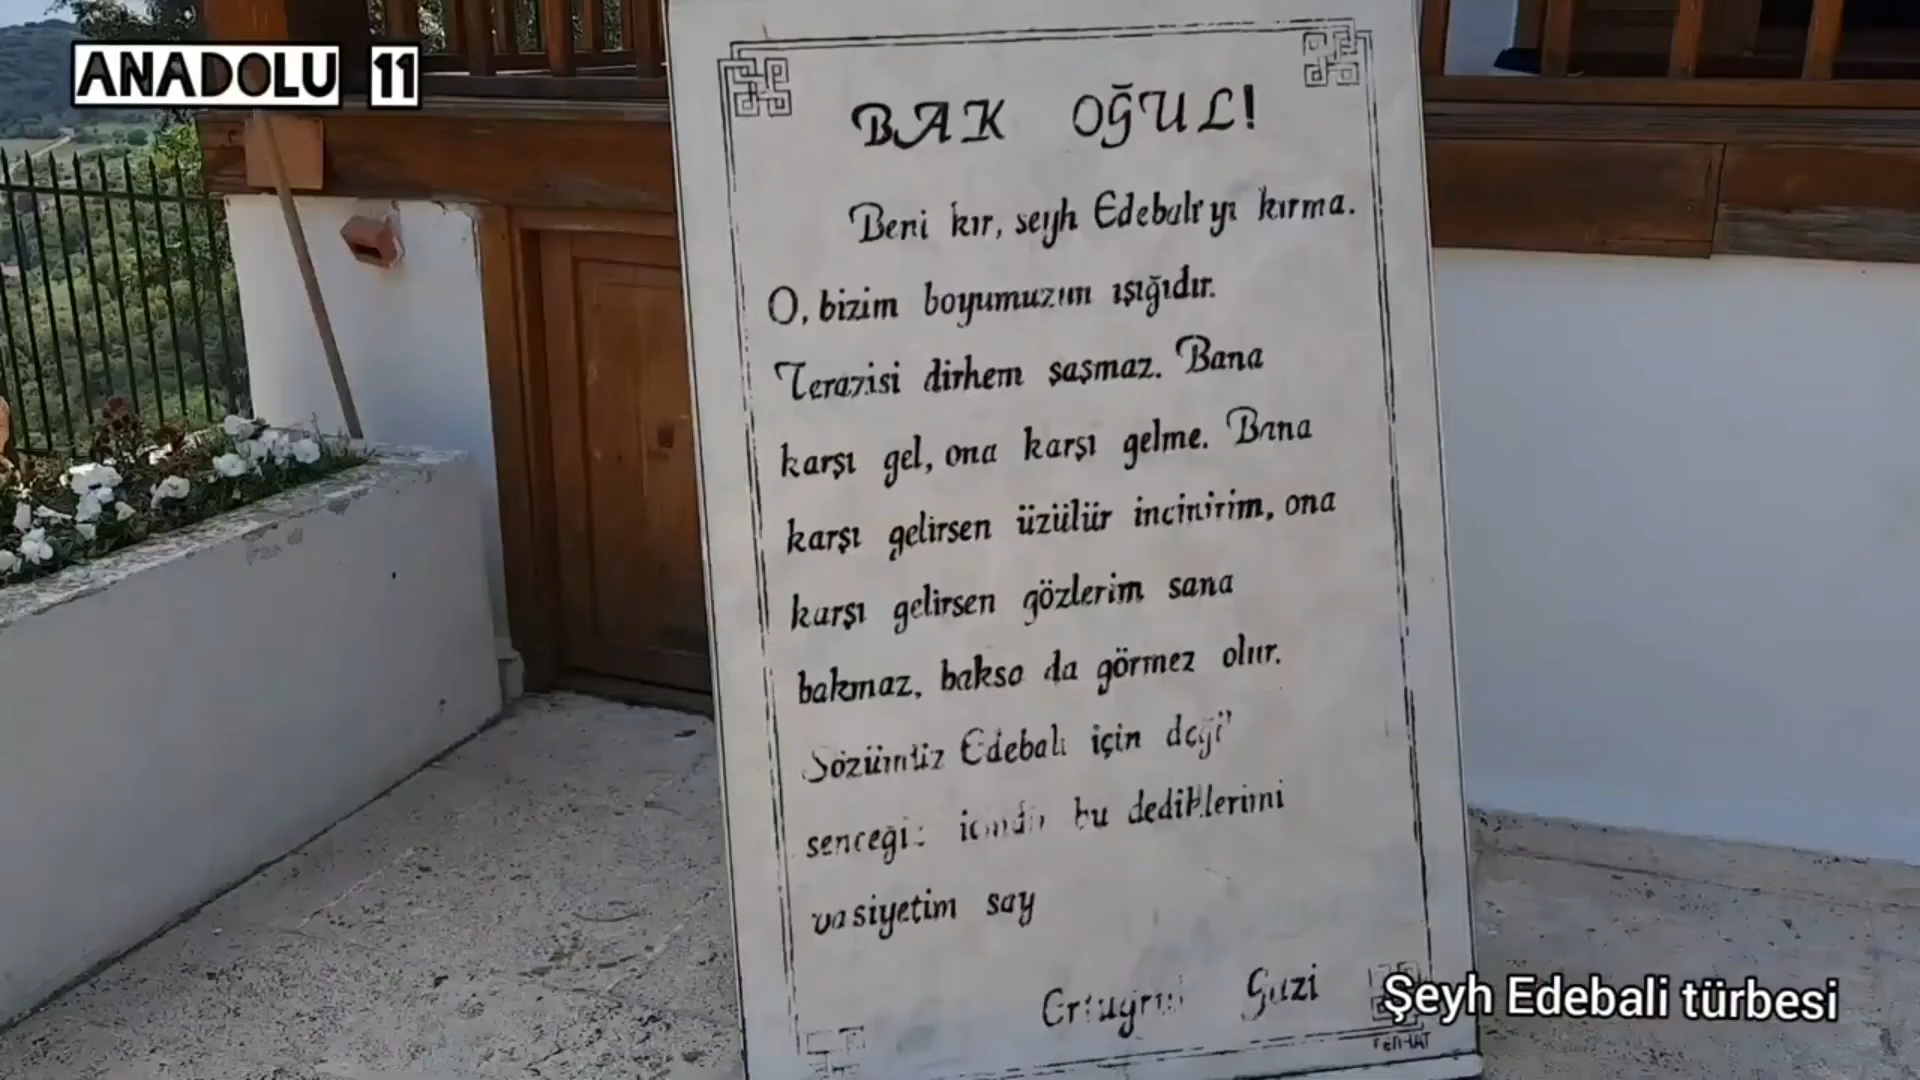 ANADOLU 11
BAK OĞUL!
Beni kır, şeyh Edebalı'yı kırma.
O, bizim boyumuzun ışığıdır.
Terazisi dirhem şaşmaz. Bana
karşı gel, ona karşı gelme. Bana
karşı gelirsen üzülür incinirim, ona
karşı gelirsen gözlerim sana
bakmaz, baksa da görmez olur.
Sözümüz Edebalı için değil
senceğiz içindir bu dediklerimi
vasiyetim say
Ertuğrul Gazi
FERHAT
Şeyh Edebali türbesi